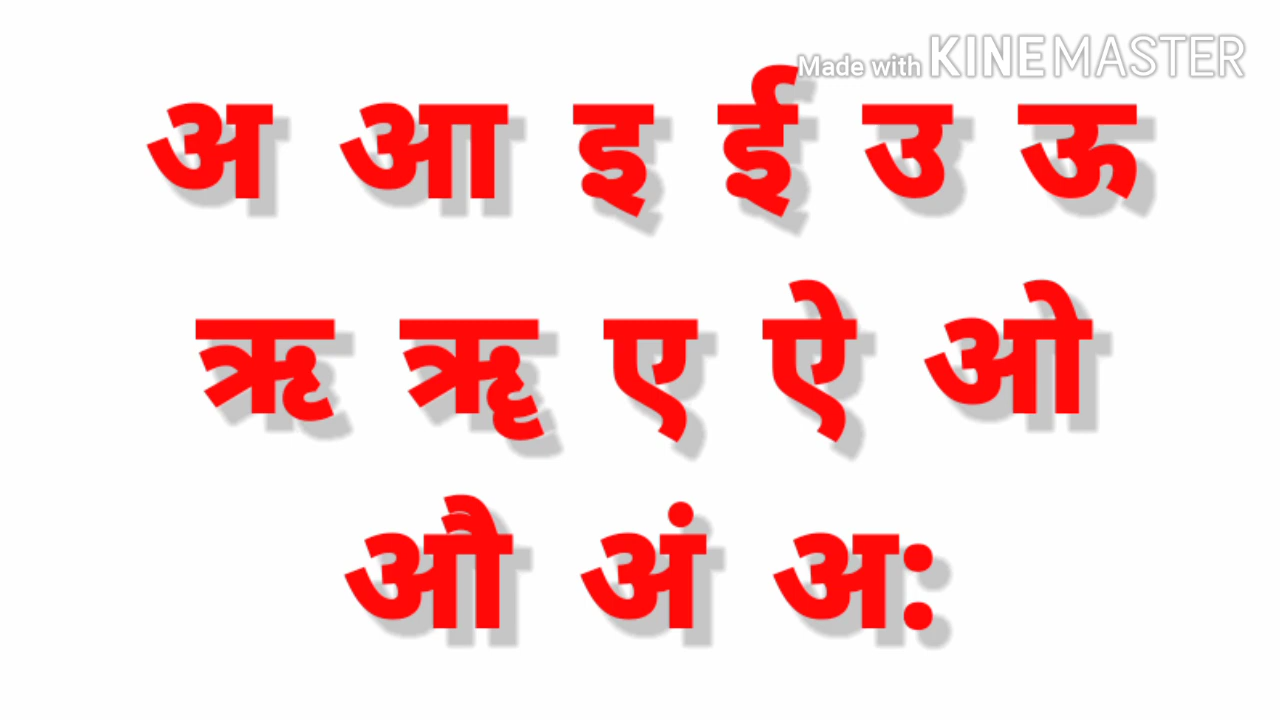 Made with KINEMASTER
अ आ इ ई उ ऊ
ऋ ॠ ए ऐ ओ
औ अं अः